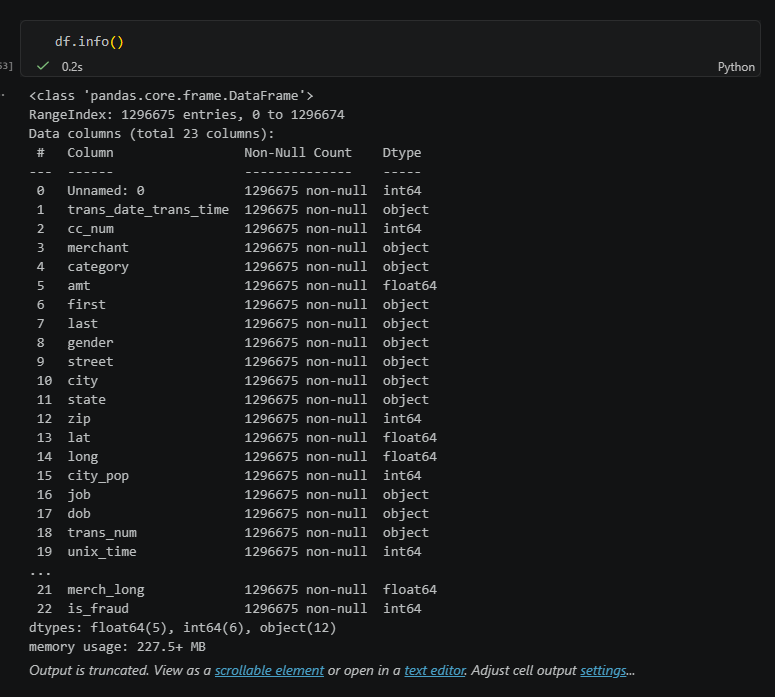 df.info()
53]
0.2s
Python
<class 'pandas.core.frame.DataFrame'>
RangeIndex: 1296675 entries, 0 to 1296674
Data columns (total 23 columns):
 #   Column                 Non-Null Count    Dtype
---  ------                 --------------    -----
 0   Unnamed: 0             1296675 non-null  int64
 1   trans_date_trans_time  1296675 non-null  object
 2   cc_num                 1296675 non-null  int64
 3   merchant               1296675 non-null  object
 4   category               1296675 non-null  object
 5   amt                    1296675 non-null  float64
 6   first                  1296675 non-null  object
 7   last                   1296675 non-null  object
 8   gender                 1296675 non-null  object
 9   street                 1296675 non-null  object
 10  city                   1296675 non-null  object
 11  state                  1296675 non-null  object
 12  zip                    1296675 non-null  int64
 13  lat                    1296675 non-null  float64
 14  long                   1296675 non-null  float64
 15  city_pop               1296675 non-null  int64
 16  job                    1296675 non-null  object
 17  dob                    1296675 non-null  object
 18  trans_num              1296675 non-null  object
 19  unix_time              1296675 non-null  int64
...
 21  merch_long             1296675 non-null  float64
 22  is_fraud               1296675 non-null  int64
dtypes: float64(5), int64(6), object(12)
memory usage: 227.5+ MB
Output is truncated. View as a scrollable element or open in a text editor. Adjust cell output settings...